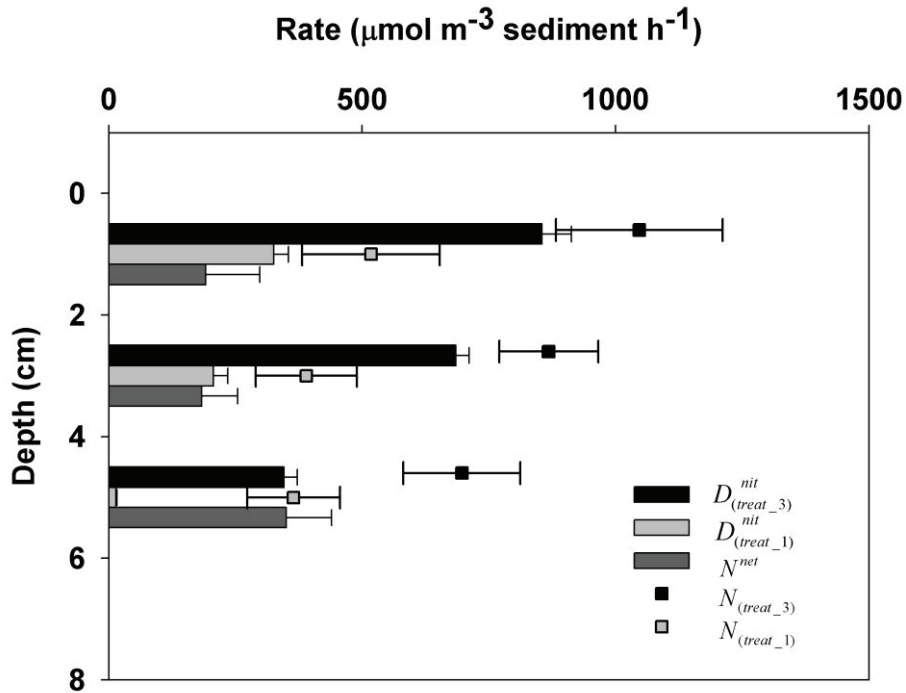 Rate (μmol m⁻³ sediment h⁻¹)
0 500 1000 1500
Depth (cm)
0
2
4
6
8
D nit (treat_3)
D nit (treat_1)
N net
N (treat_3)
N (treat_1)